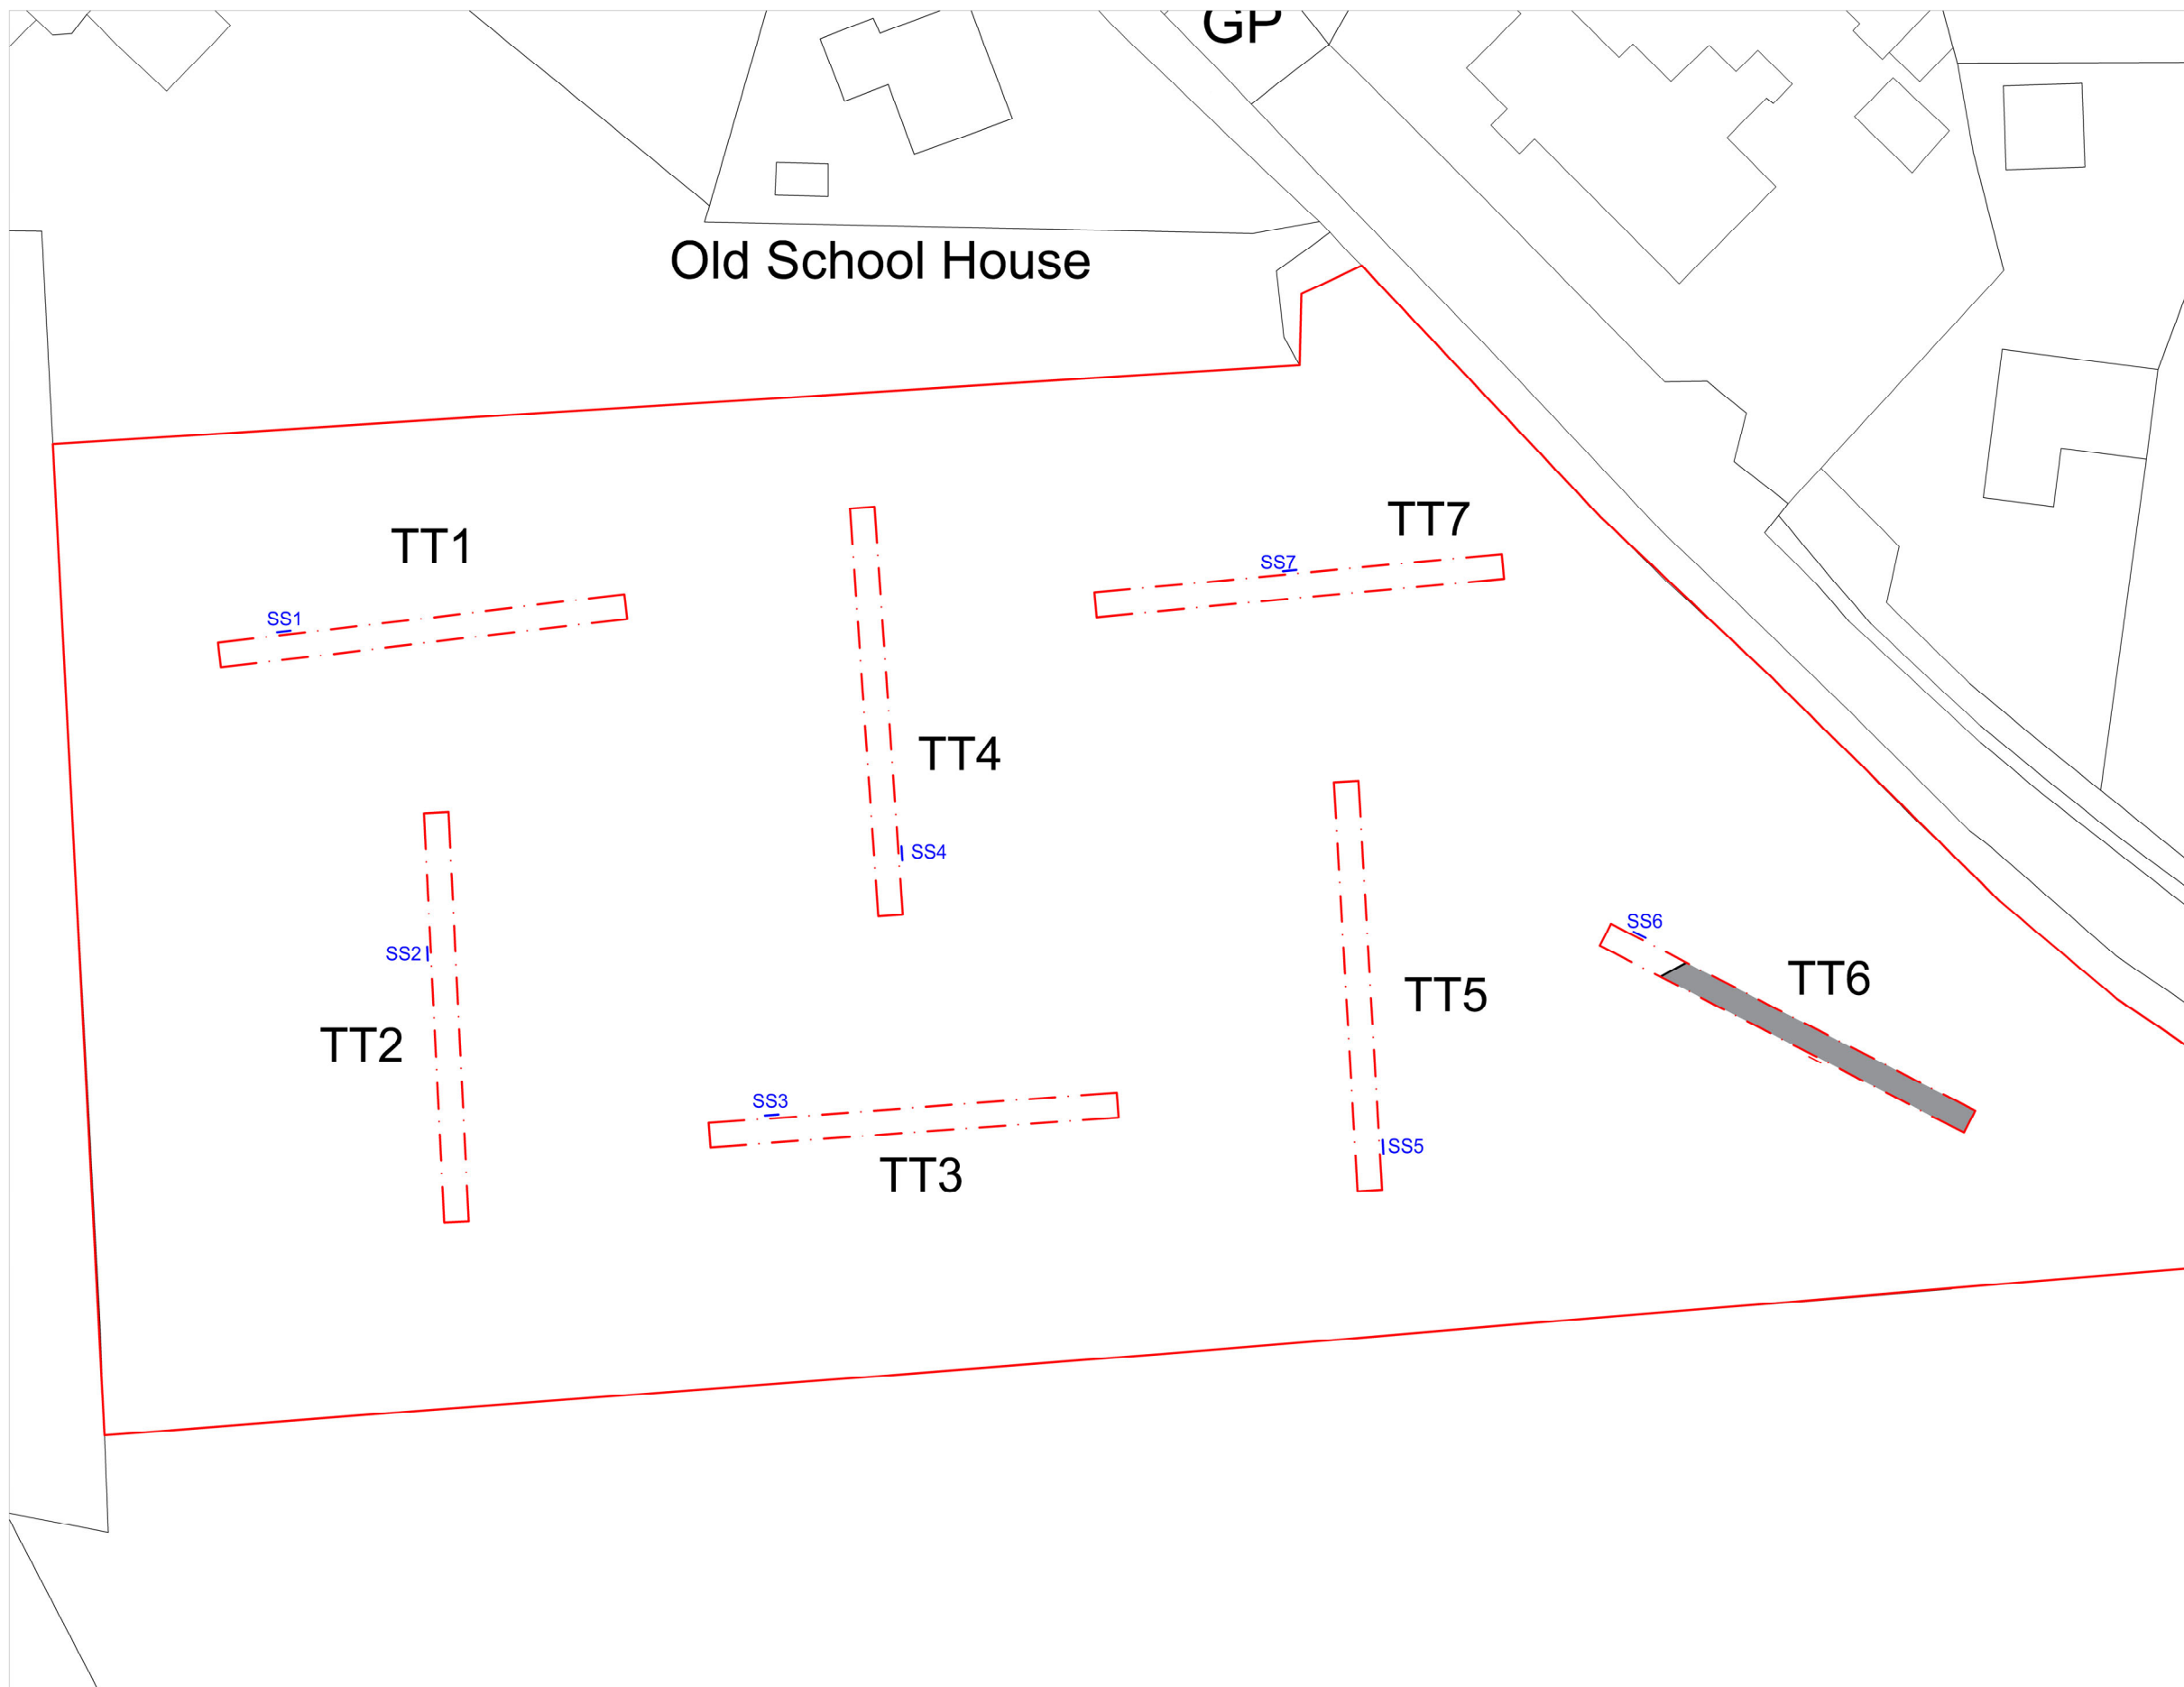 GP
Old School House
TT1
TT7
SS7
SS1
TT4
SS4
SS6
SS2
TT6
TT5
TT2
SS3
SS5
TT3